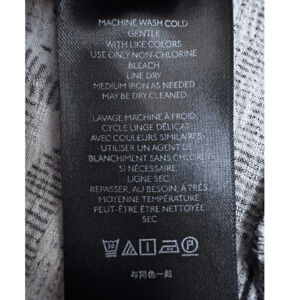 MACHINE WASH COLD
GENTLE
WITH LIKE COLORS
USE ONLY NON-CHLORINE
BLEACH
LINE DRY
MEDIUM IRON AS NEEDED
MAY BE DRY CLEANED
LAVAGE MACHINE À FROID,
CYCLE LINGE DÉLICAT
AVEC COULEURS SIMILAIRES
UTILISER UN AGENT DE
BLANCHIMENT SANS CHLORE
SI NÉCESSAIRE
LIGNE SEC
REPASSER, AU BESOIN, À TRÈS
MOYENNE TEMPÉRATURE
PEUT-ÊTRE ÊTRE NETTOYÉE
SEC
30
与同色一起